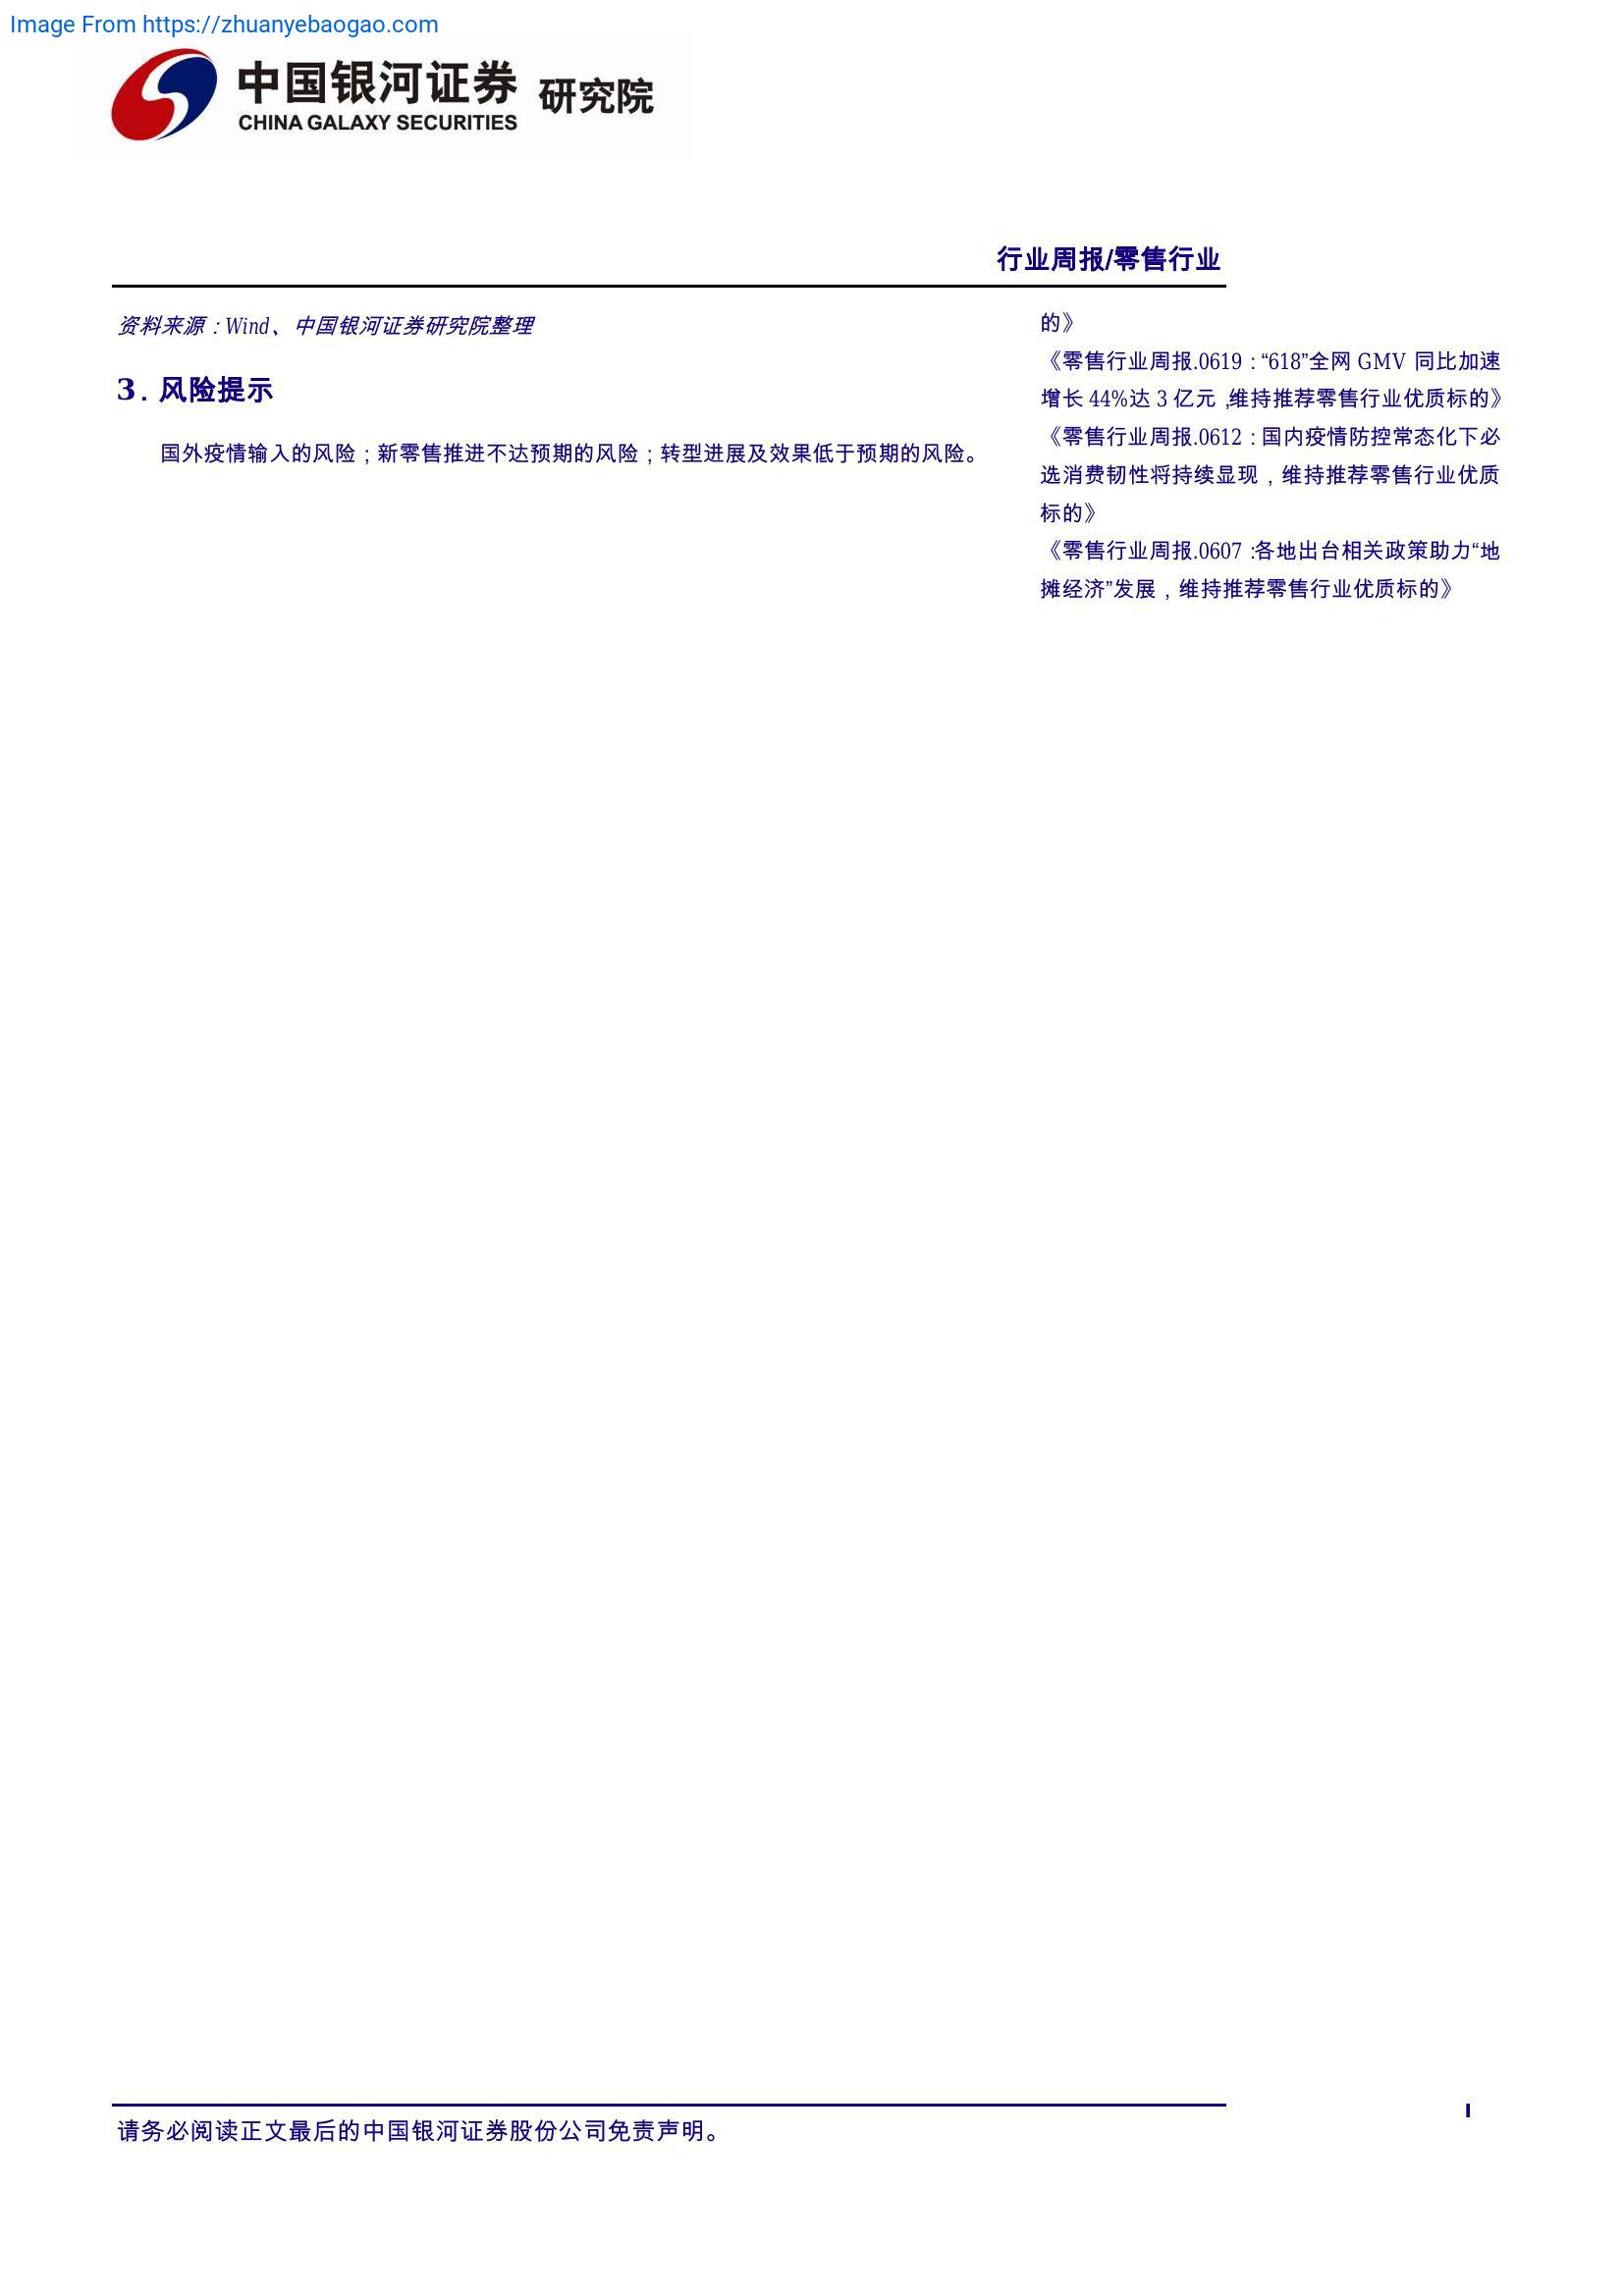 Image From https://zhuanyebaogao.com
中国银河证券 研究院
CHINA GALAXY SECURITIES
行业周报/零售行业
资料来源：Wind、中国银河证券研究院整理
3. 风险提示
国外疫情输入的风险；新零售推进不达预期的风险；转型进展及效果低于预期的风险。
的》
《零售行业周报.0619：“618”全网 GMV 同比加速
增长 44%达 3 亿元，维持推荐零售行业优质标的》
《零售行业周报.0612：国内疫情防控常态化下必
选消费韧性将持续显现，维持推荐零售行业优质
标的》
《零售行业周报.0607：各地出台相关政策助力“地
摊经济”发展，维持推荐零售行业优质标的》
请务必阅读正文最后的中国银河证券股份公司免责声明。